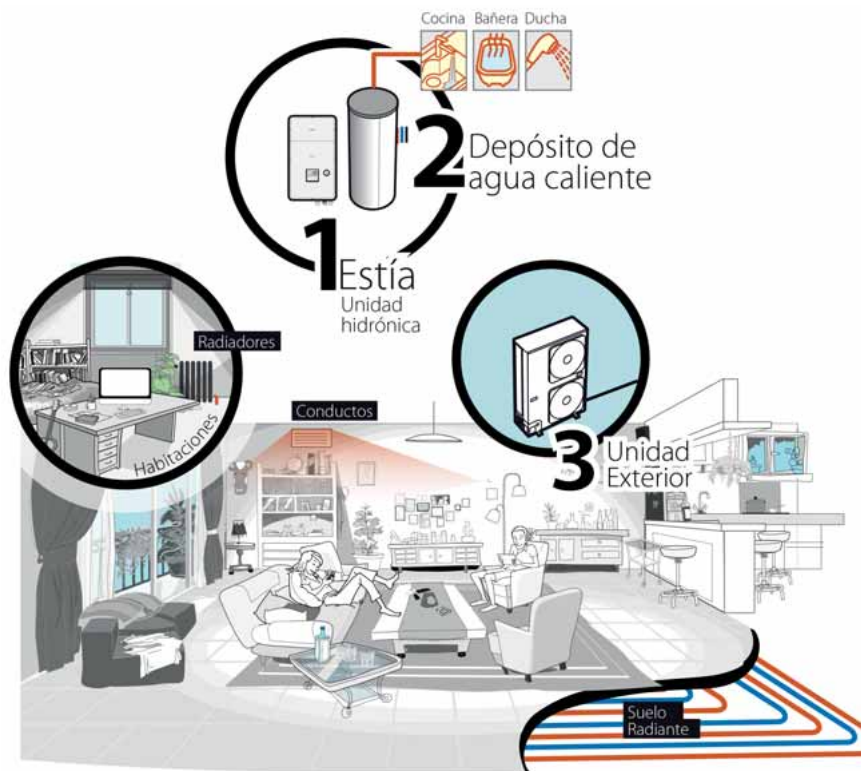 Cocina Bañera Ducha
2 Depósito de
agua caliente
1 Estía
Unidad
hidrónica
Radiadores
Habitaciones
Conductos
3 Unidad
Exterior
Suelo
Radiante